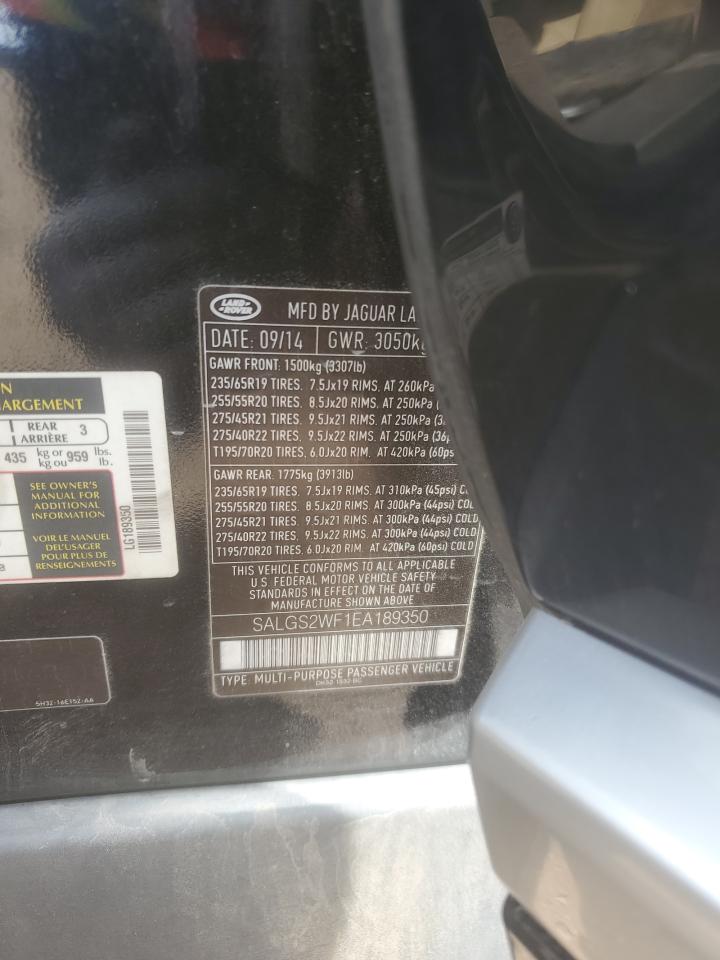 LAND ROVER
MFD BY JAGUAR LA
DATE: 09/14 GWR: 3050kg
GAWR FRONT: 1500kg (3307lb)
235/65R19 TIRES. 7.5Jx19 RIMS. AT 260kPa
255/55R20 TIRES. 8.5Jx20 RIMS. AT 250kPa (
275/45R21 TIRES. 9.5Jx21 RIMS. AT 250kPa (3
275/40R22 TIRES. 9.5Jx22 RIMS. AT 250kPa (36p
T195/70R20 TIRES, 6.0Jx20 RIM. AT 420kPa (60ps
GAWR REAR: 1775kg (3913lb)
235/65R19 TIRES. 7.5Jx19 RIMS. AT 310kPa (45psi) CO
255/55R20 TIRES. 8.5Jx20 RIMS. AT 300kPa (44psi) COL
275/45R21 TIRES. 9.5Jx21 RIMS. AT 300kPa (44psi) COLD
275/40R22 TIRES. 9.5Jx22 RIMS. AT 300kPa (44psi) COLD
T195/70R20 TIRES. 6.0Jx20 RIM. AT 420kPa (60psi) COLD
THIS VEHICLE CONFORMS TO ALL APPLICABLE
U.S. FEDERAL MOTOR VEHICLE SAFETY
STANDARDS IN EFFECT ON THE DATE OF
MANUFACTURE SHOWN ABOVE
SALGS2WF1EA189350
TYPE: MULTI-PURPOSE PASSENGER VEHICLE
N
ARGEMENT
REAR 3
ARRIÈRE
435 kg or 959 lbs.
kg ou lb.
SEE OWNER'S
MANUAL FOR
ADDITIONAL
INFORMATION
VOIR LE MANUEL
DE L'USAGER
POUR PLUS DE
RENSEIGNEMENTS
LG189350
5H32-16E152-AA